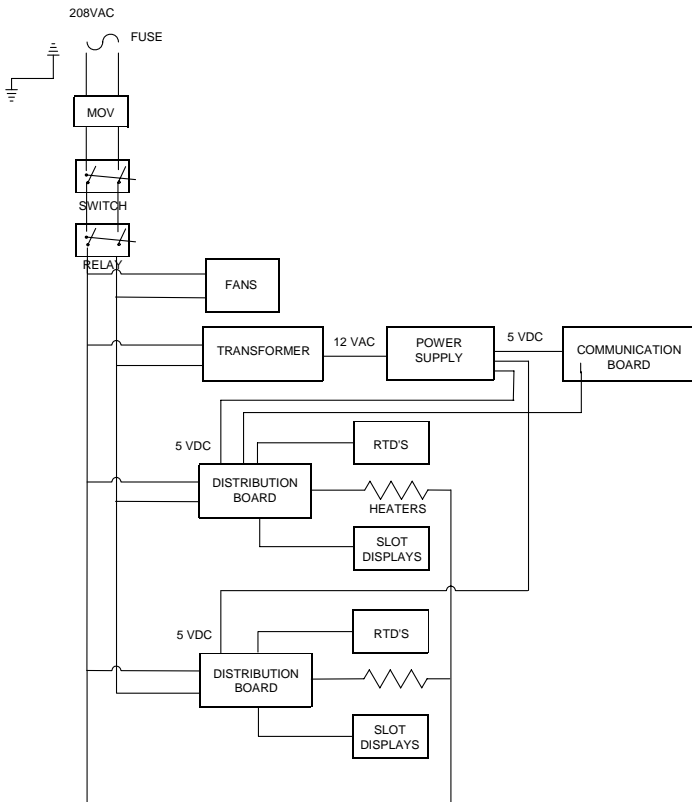 208VAC
FUSE
MOV
SWITCH
RELAY
FANS
TRANSFORMER
12 VAC
POWER
SUPPLY
5 VDC
COMMUNICATION
BOARD
5 VDC
RTD'S
DISTRIBUTION
BOARD
HEATERS
SLOT
DISPLAYS
5 VDC
RTD'S
DISTRIBUTION
BOARD
SLOT
DISPLAYS